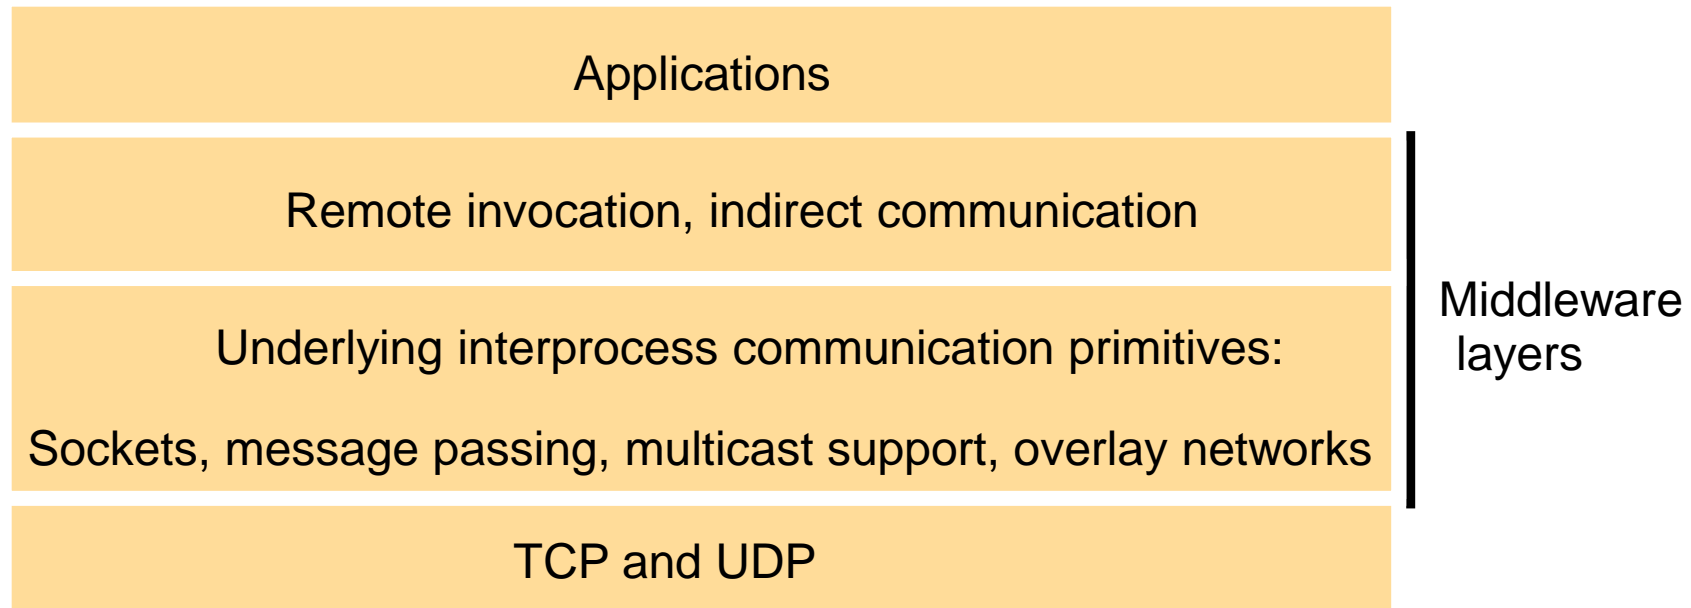 Applications
Remote invocation, indirect communication
Underlying interprocess communication primitives:
Sockets, message passing, multicast support, overlay networks
TCP and UDP
Middleware
layers